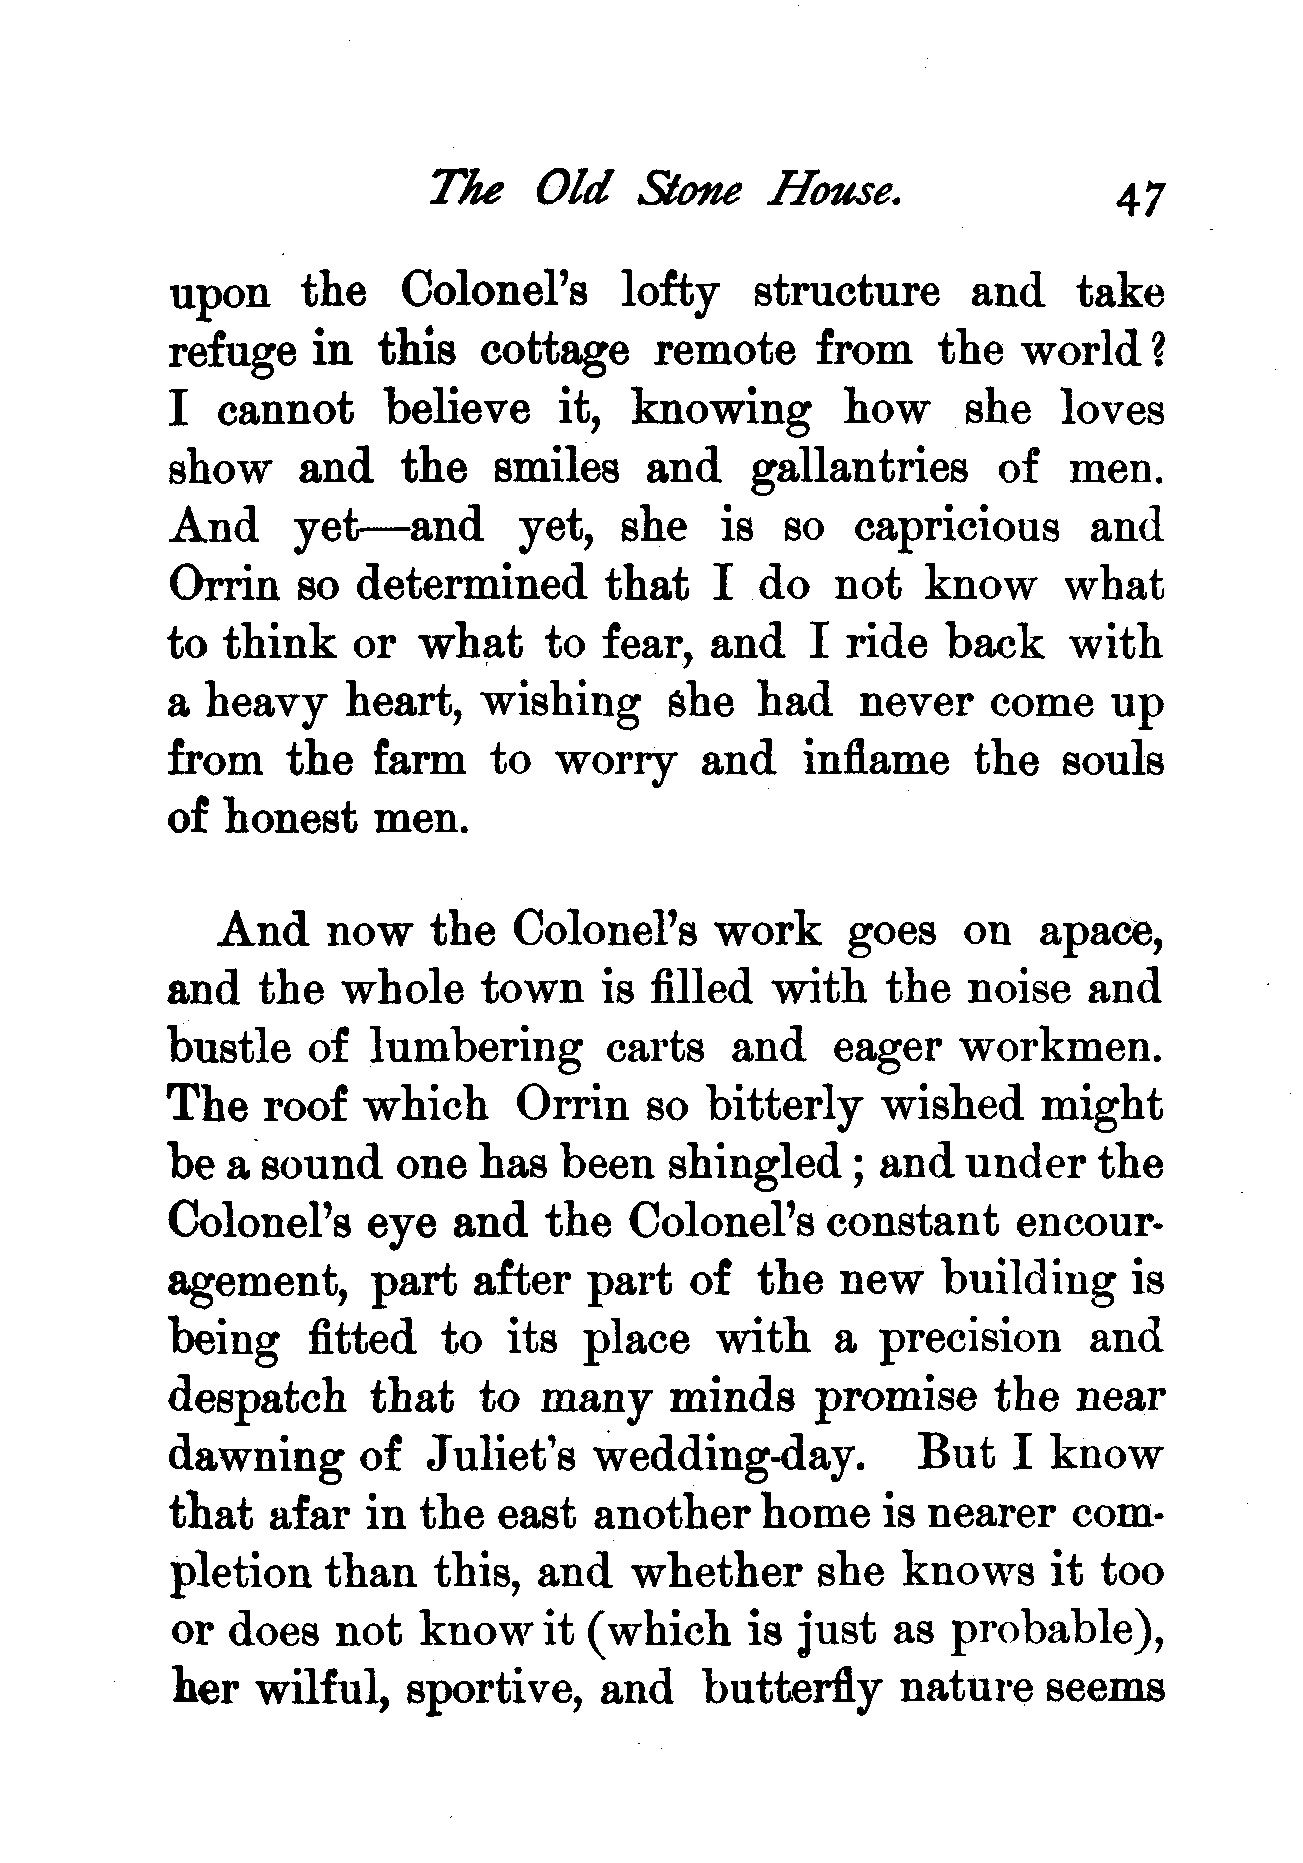 The Old Stone House. 47
upon the Colonel's lofty structure and take
refuge in this cottage remote from the world?
I cannot believe it, knowing how she loves
show and the smiles and gallantries of men.
And yet—and yet, she is so capricious and
Orrin so determined that I do not know what
to think or what to fear, and I ride back with
a heavy heart, wishing she had never come up
from the farm to worry and inflame the souls
of honest men.
And now the Colonel's work goes on apace,
and the whole town is filled with the noise and
bustle of lumbering carts and eager workmen.
The roof which Orrin so bitterly wished might
be a sound one has been shingled; and under the
Colonel's eye and the Colonel's constant encour-
agement, part after part of the new building is
being fitted to its place with a precision and
despatch that to many minds promise the near
dawning of Juliet's wedding-day. But I know
that afar in the east another home is nearer com-
pletion than this, and whether she knows it too
or does not know it (which is just as probable),
her wilful, sportive, and butterfly nature seems